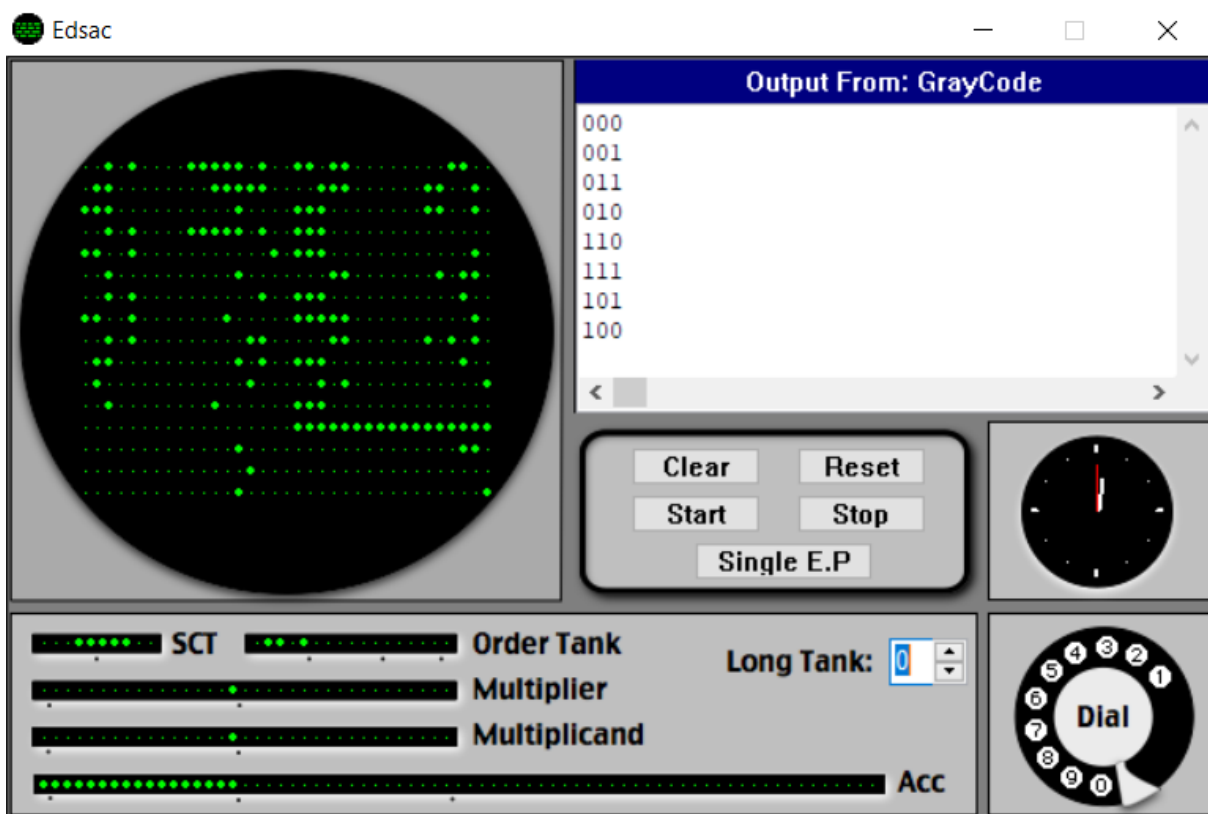 Edsac
Output From: GrayCode
000
001
011
010
110
111
101
100
Clear
Reset
Start
Stop
Single E.P
SCT
Order Tank
Long Tank: 0
Multiplier
Multiplicand
Acc
1
2
3
4
5
6
7
8
9
0
Dial